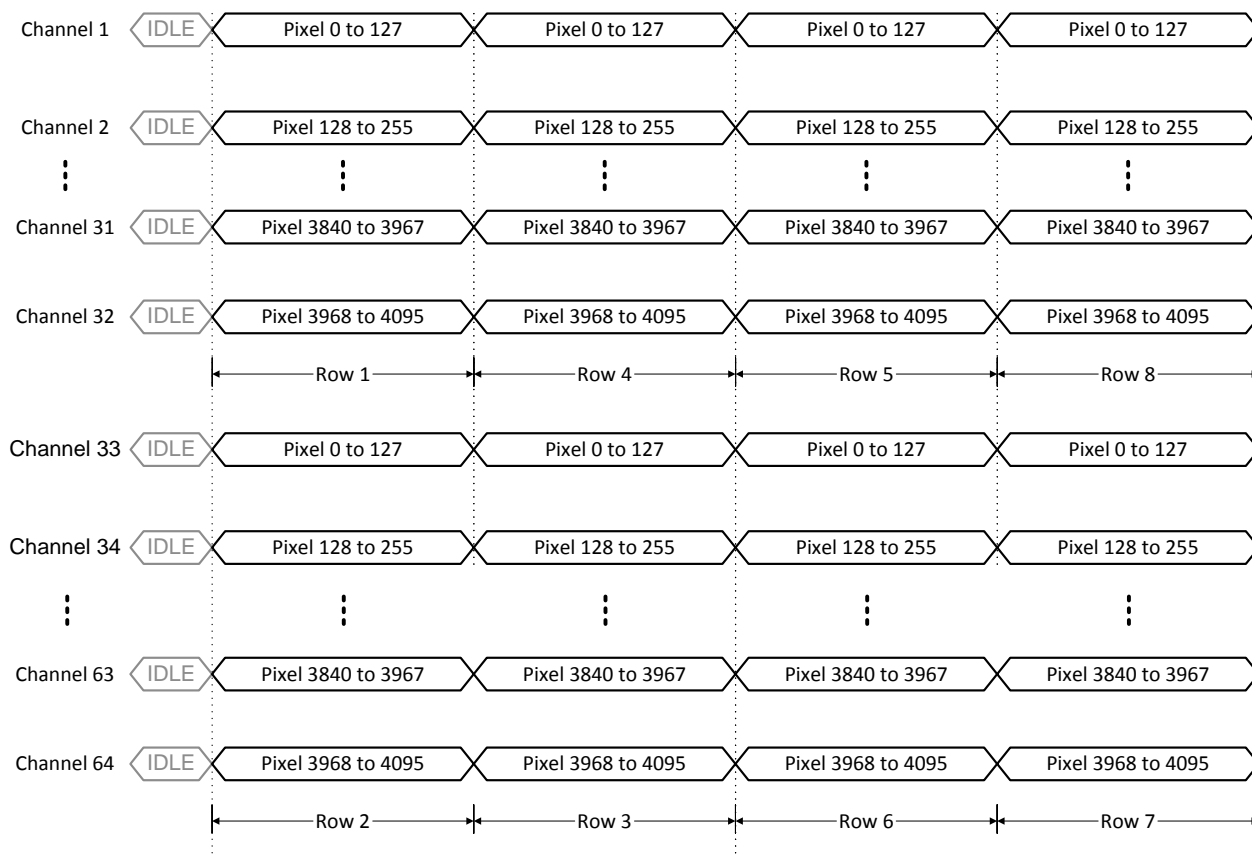 Channel 1 IDLE Pixel 0 to 127 Pixel 0 to 127 Pixel 0 to 127 Pixel 0 to 127
Channel 2 IDLE Pixel 128 to 255 Pixel 128 to 255 Pixel 128 to 255 Pixel 128 to 255
Channel 31 IDLE Pixel 3840 to 3967 Pixel 3840 to 3967 Pixel 3840 to 3967 Pixel 3840 to 3967
Channel 32 IDLE Pixel 3968 to 4095 Pixel 3968 to 4095 Pixel 3968 to 4095 Pixel 3968 to 4095
Row 1 Row 4 Row 5 Row 8
Channel 33 IDLE Pixel 0 to 127 Pixel 0 to 127 Pixel 0 to 127 Pixel 0 to 127
Channel 34 IDLE Pixel 128 to 255 Pixel 128 to 255 Pixel 128 to 255 Pixel 128 to 255
Channel 63 IDLE Pixel 3840 to 3967 Pixel 3840 to 3967 Pixel 3840 to 3967 Pixel 3840 to 3967
Channel 64 IDLE Pixel 3968 to 4095 Pixel 3968 to 4095 Pixel 3968 to 4095 Pixel 3968 to 4095
Row 2 Row 3 Row 6 Row 7